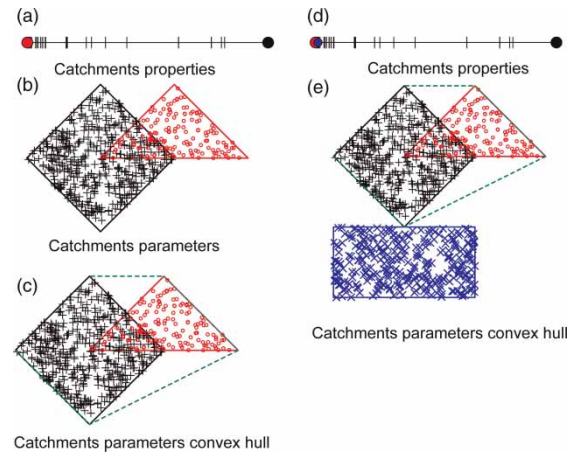 (a)
Catchments properties
(b)
Catchments parameters
(c)
Catchments parameters convex hull
(d)
Catchments properties
(e)
Catchments parameters convex hull